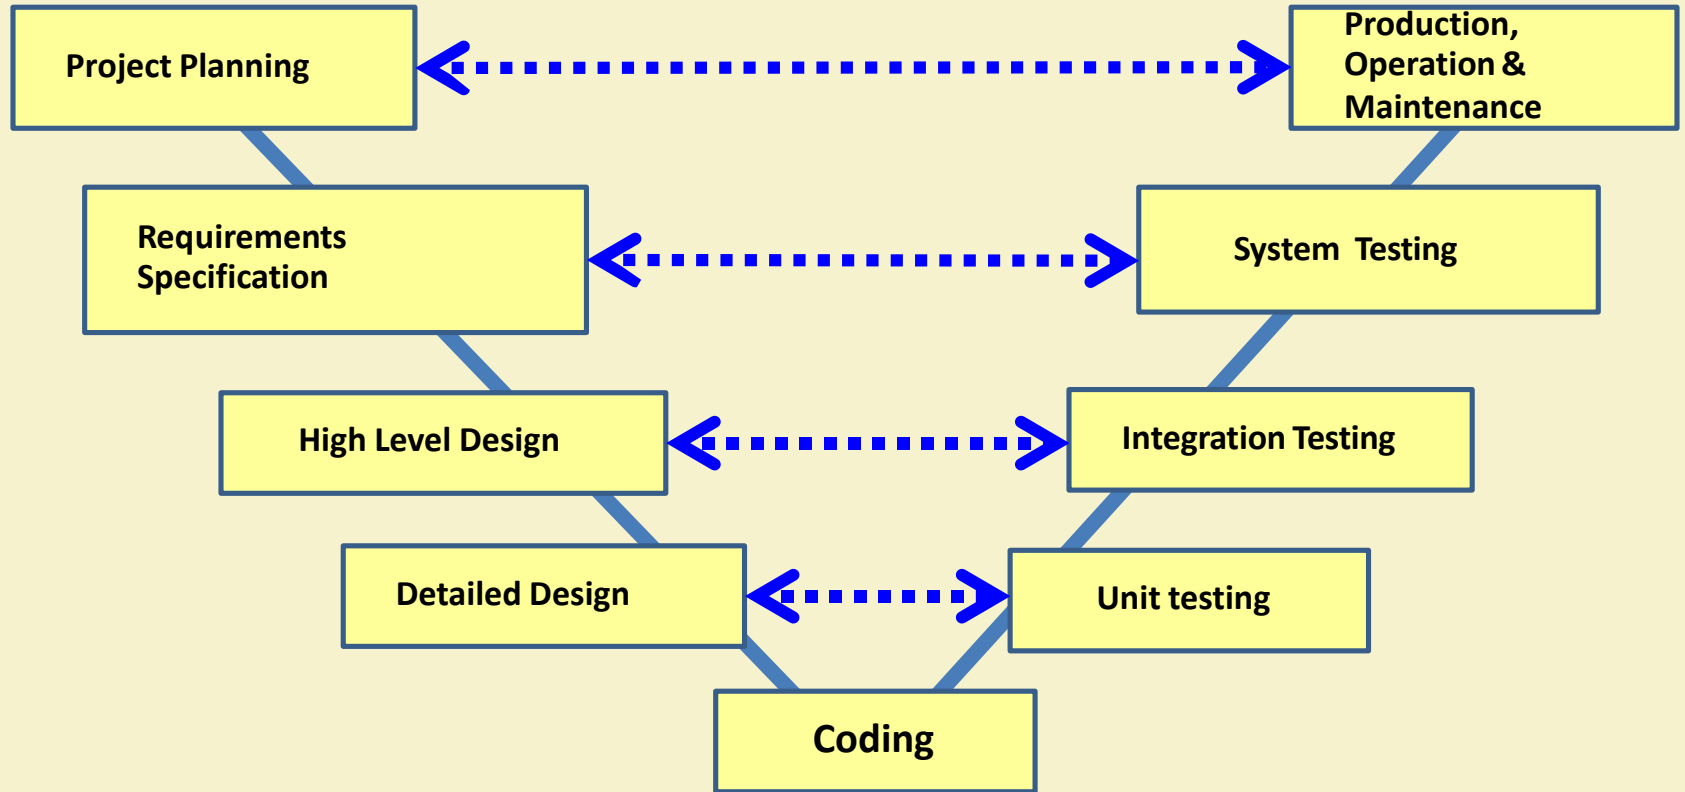 Project Planning
Production,
Operation &
Maintenance
Requirements
Specification
System Testing
High Level Design
Integration Testing
Detailed Design
Unit testing
Coding